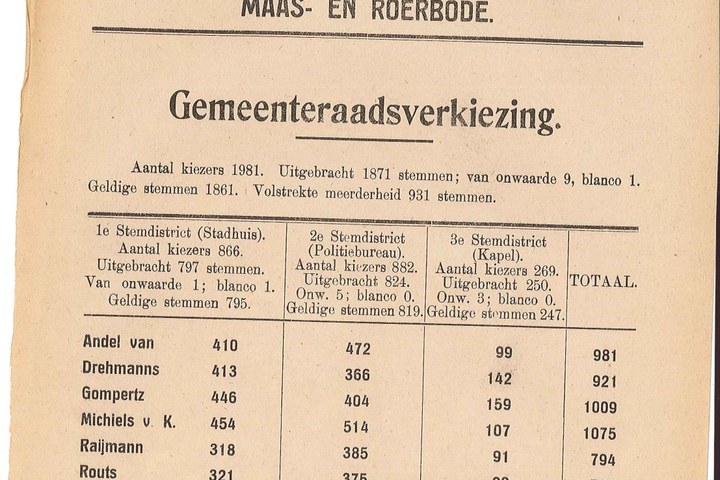 MAAS- EN ROERBODE.
Gemeenteraadsverkiezing.
Aantal kiezers 1981. Uitgebracht 1871 stemmen; van onwaarde 9, blanco 1.
Geldige stemmen 1861. Volstrekte meerderheid 931 stemmen.
1e Stemdistrict (Stadhuis).
Aantal kiezers 866.
Uitgebracht 797 stemmen.
Van onwaarde 1; blanco 1.
Geldige stemmen 795.
2e Stemdistrict
(Politiebureau).
Aantal kiezers 882.
Uitgebracht 824.
Onw. 5; blanco 0.
Geldige stemmen 819.
3e Stemdistrict
(Kapel).
Aantal kiezers 269.
Uitgebracht 250.
Onw. 3; blanco 0.
Geldige stemmen 247.
TOTAAL.
Andel van 410 472 99 981
Drehmanns 413 366 142 921
Gompertz 446 404 159 1009
Michiels v. K. 454 514 107 1075
Raijmann 318 385 91 794
Routs 321 375